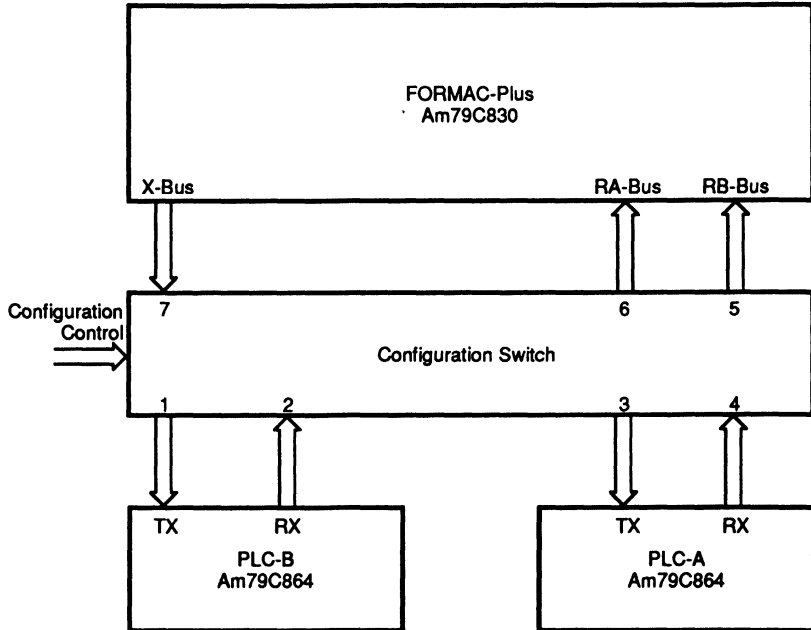 FORMAC-Plus
Am79C830
X-Bus RA-Bus RB-Bus
7 6 5
Configuration
Control
Configuration Switch
1 2 3 4
TX RX TX RX
PLC-B PLC-A
Am79C864 Am79C864